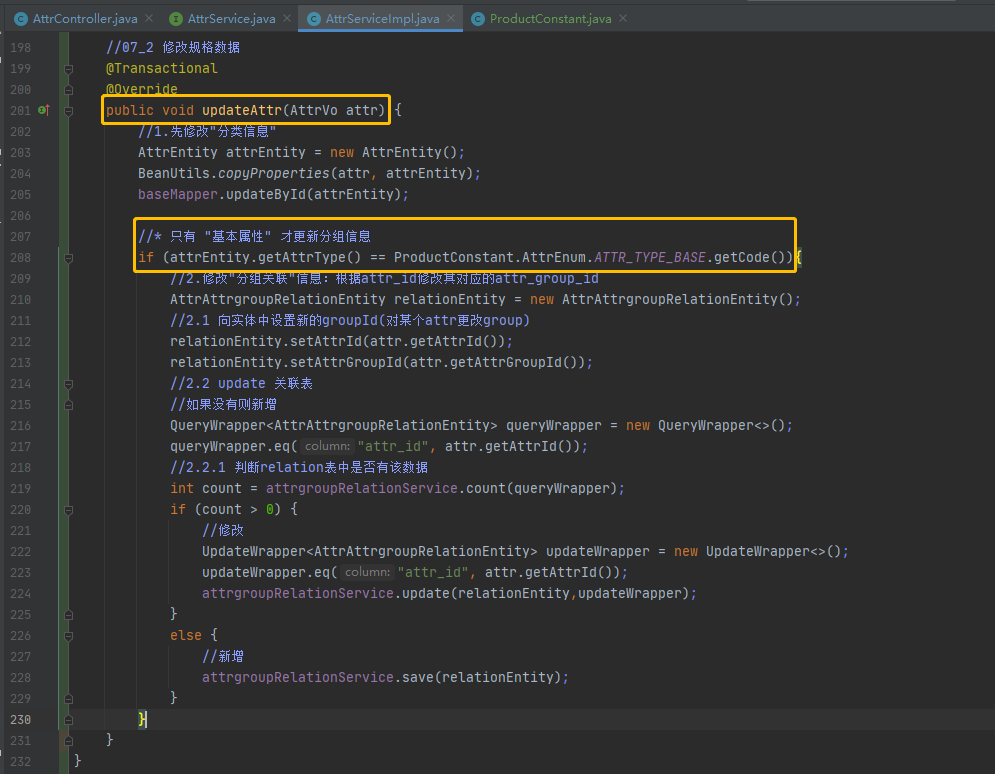 AttrController.java AttrService.java AttrServiceImpl.java ProductConstant.java
198 //07_2 修改规格数据
199 @Transactional
200 @Override
201 public void updateAttr(AttrVo attr) {
202 //1.先修改"分类信息"
203 AttrEntity attrEntity = new AttrEntity();
204 BeanUtils.copyProperties(attr, attrEntity);
205 baseMapper.updateById(attrEntity);
206
207 //* 只有 "基本属性" 才更新分组信息
208 if (attrEntity.getAttrType() == ProductConstant.AttrEnum.ATTR_TYPE_BASE.getCode()){
209 //2.修改"分组关联"信息：根据attr_id修改其对应的attr_group_id
210 AttrAttrgroupRelationEntity relationEntity = new AttrAttrgroupRelationEntity();
211 //2.1 向实体中设置新的groupId(对某个attr更改group)
212 relationEntity.setAttrId(attr.getAttrId());
213 relationEntity.setAttrGroupId(attr.getAttrGroupId());
214 //2.2 update 关联表
215 //如果没有则新增
216 QueryWrapper<AttrAttrgroupRelationEntity> queryWrapper = new QueryWrapper<>();
217 queryWrapper.eq( column: "attr_id", attr.getAttrId());
218 //2.2.1 判断relation表中是否有该数据
219 int count = attrgroupRelationService.count(queryWrapper);
220 if (count > 0) {
221 //修改
222 UpdateWrapper<AttrAttrgroupRelationEntity> updateWrapper = new UpdateWrapper<>();
223 updateWrapper.eq( column: "attr_id", attr.getAttrId());
224 attrgroupRelationService.update(relationEntity,updateWrapper);
225 }
226 else {
227 //新增
228 attrgroupRelationService.save(relationEntity);
229 }
230 }
231 }
232 }